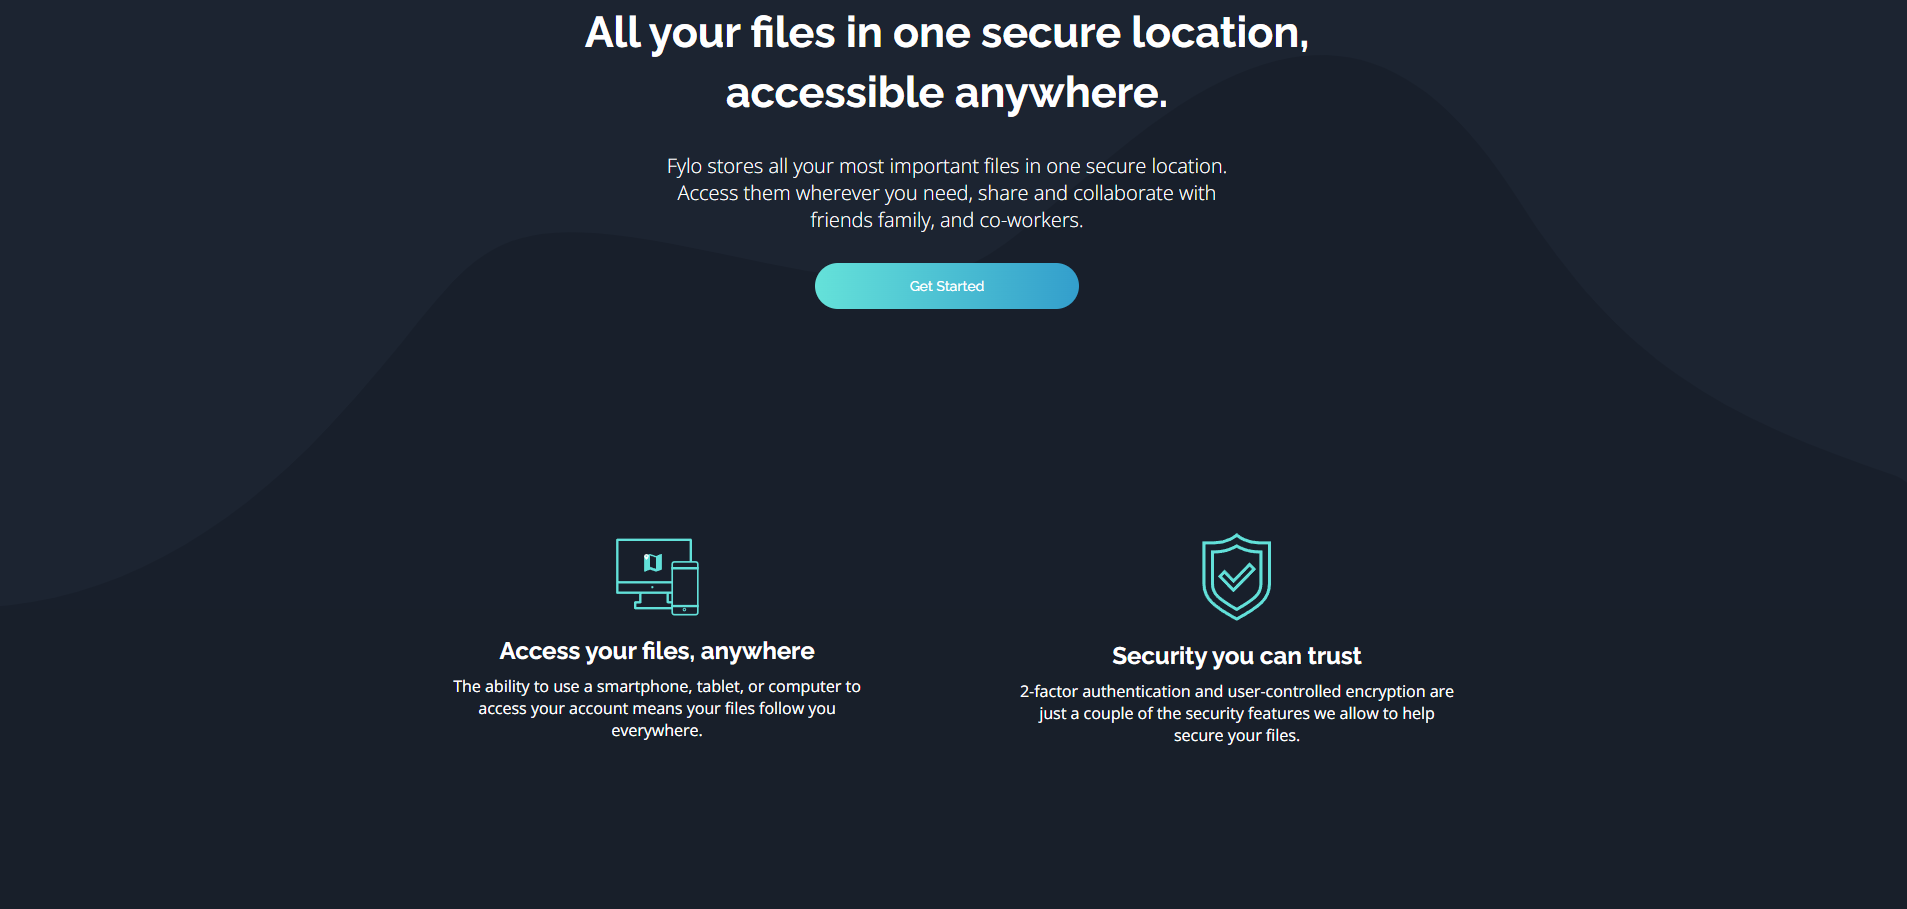 All your files in one secure location,
accessible anywhere.
Fylo stores all your most important files in one secure location.
Access them wherever you need, share and collaborate with
friends family, and co-workers.
Get Started
Access your files, anywhere
The ability to use a smartphone, tablet, or computer to
access your account means your files follow you
everywhere.
Security you can trust
2-factor authentication and user-controlled encryption are
just a couple of the security features we allow to help
secure your files.